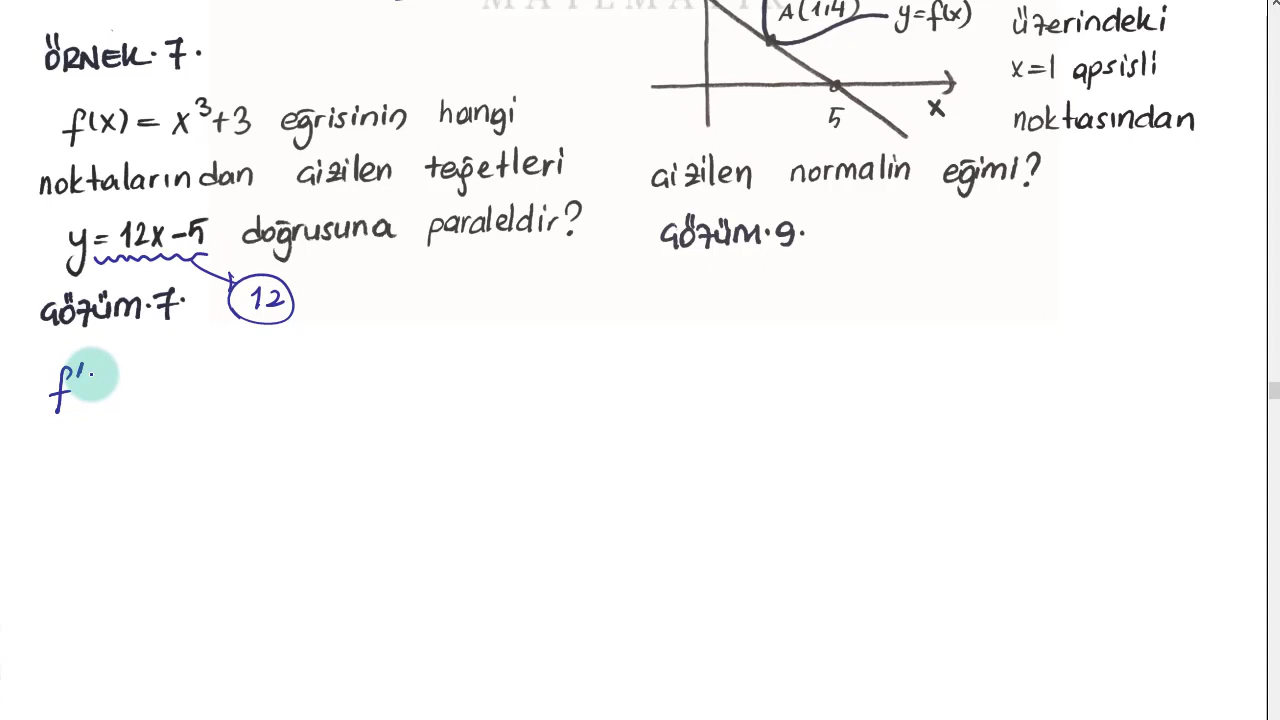 MATEMATİK
ÖRNEK.7.
f(x) = x³+3 eğrisinin hangi
noktalarından çizilen teğetleri
y = 12x-5 doğrusuna paraleldir?
12
ÇÖZÜM.7.
f'
A(1,4)
y=f(x)
5
x
üzerindeki
x=1 apsisli
noktasından
çizilen normalin eğimi?
ÇÖZÜM.9.